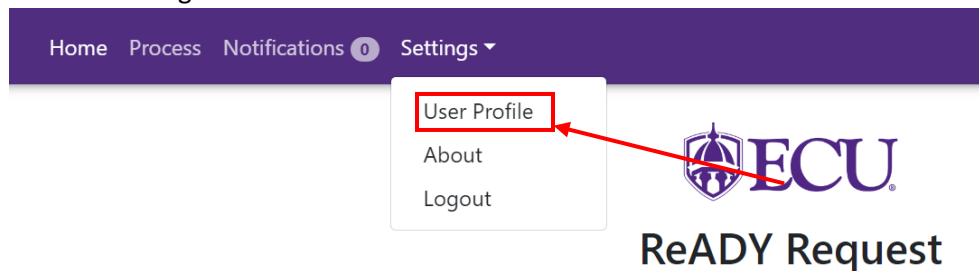 Home Process Notifications 0 Settings
User Profile
About
Logout
ECU
ReADY Request